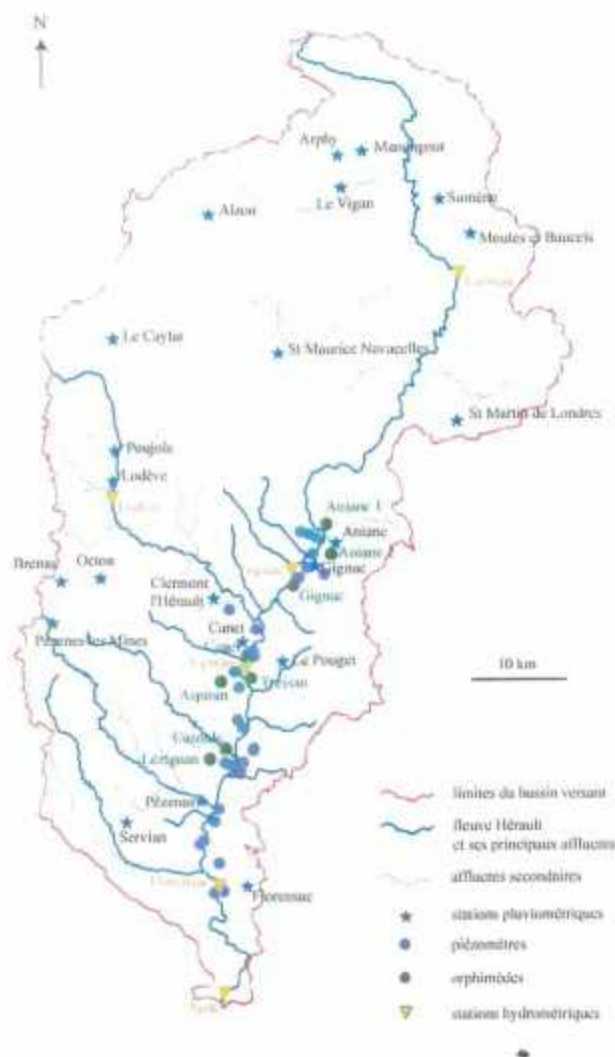 N
Arphy
Le Vigan
Alzon
Sumène
Moules et Baucels
Le Caylar
St Maurice Navacelles
St Martin de Londres
Poujols
Lodève
Aniane 1
Aniane
Aniane
Gignac
Gignac
Brenas
Octon
Clermont
l'Hérault
Canet
Pézènes les Mines
Le Pouget
Tressan
Aspiran
10 km
Cazouls
Lézignan
Pézenas
Servian
Florensac
limites du bassin versant
fleuve Hérault
et ses principaux affluents
affluents secondaires
stations pluviométriques
piézomètres
orphimèdes
stations hydrométriques